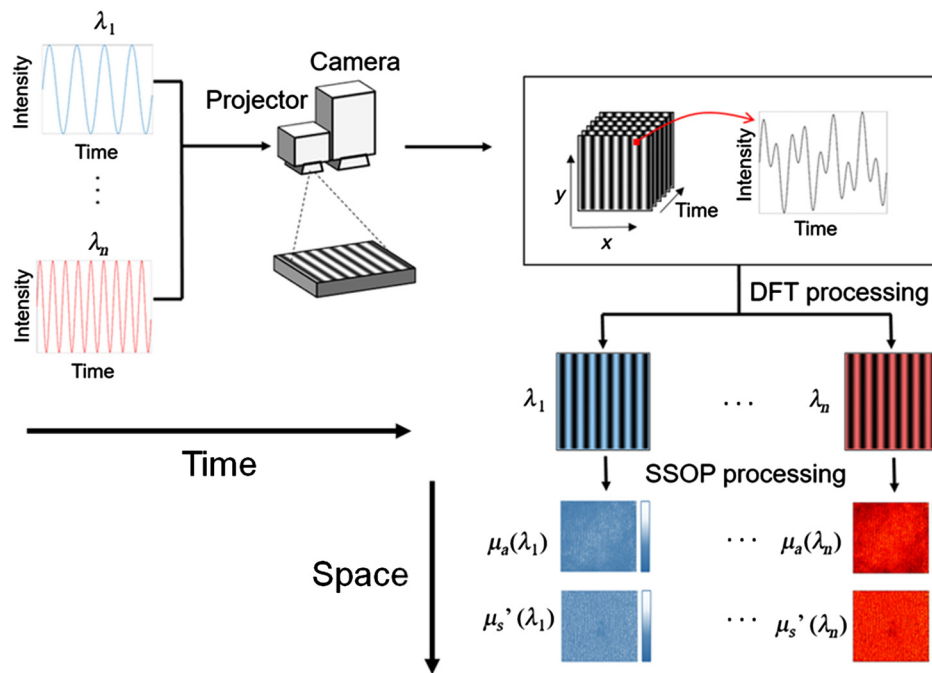 λ1
Intensity
Time
λn
Intensity
Time
Projector
Camera
y
x
Time
Intensity
Time
DFT processing
λ1
. . .
λn
Time
SSOP processing
Space
μa(λ1)
. . .
μa(λn)
μs’(λ1)
. . .
μs’(λn)